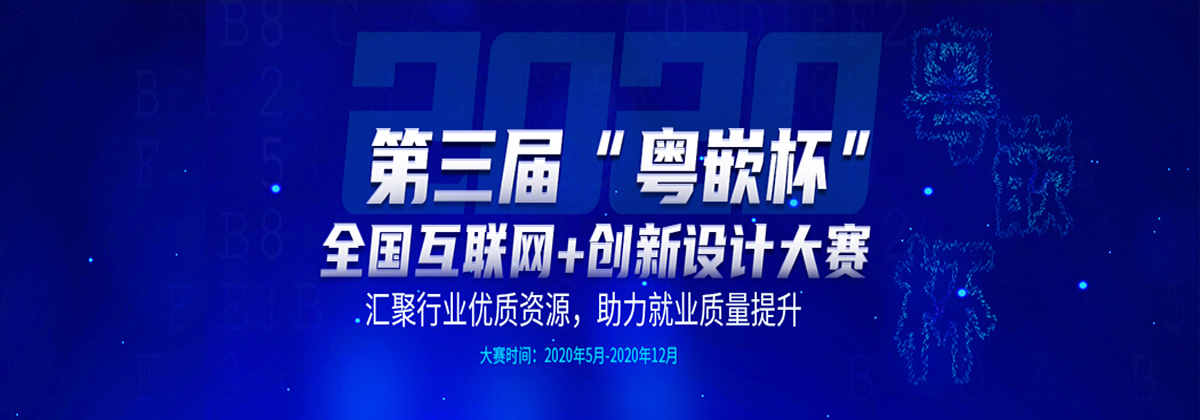 2020
第三届“粤嵌杯”
全国互联网+创新设计大赛
汇聚行业优质资源，助力就业质量提升
大赛时间：2020年5月-2020年12月
粤
嵌
杯